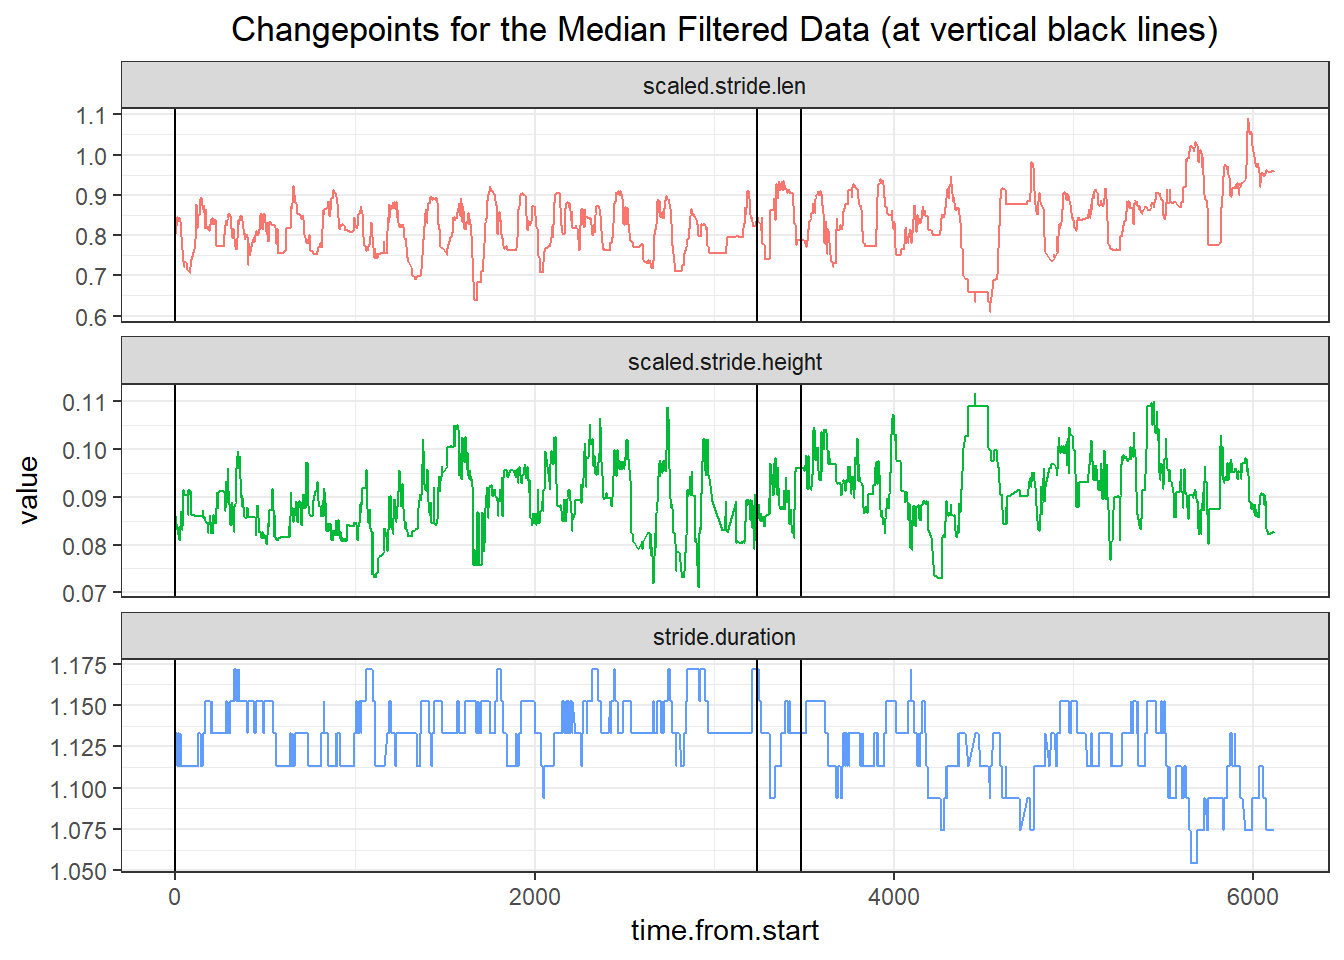 Changepoints for the Median Filtered Data (at vertical black lines)
scaled.stride.len
1.1
1.0
0.9
0.8
0.7
0.6
scaled.stride.height
0.11
0.10
0.09
0.08
0.07
value
stride.duration
1.175
1.150
1.125
1.100
1.075
1.050
0 2000 4000 6000
time.from.start